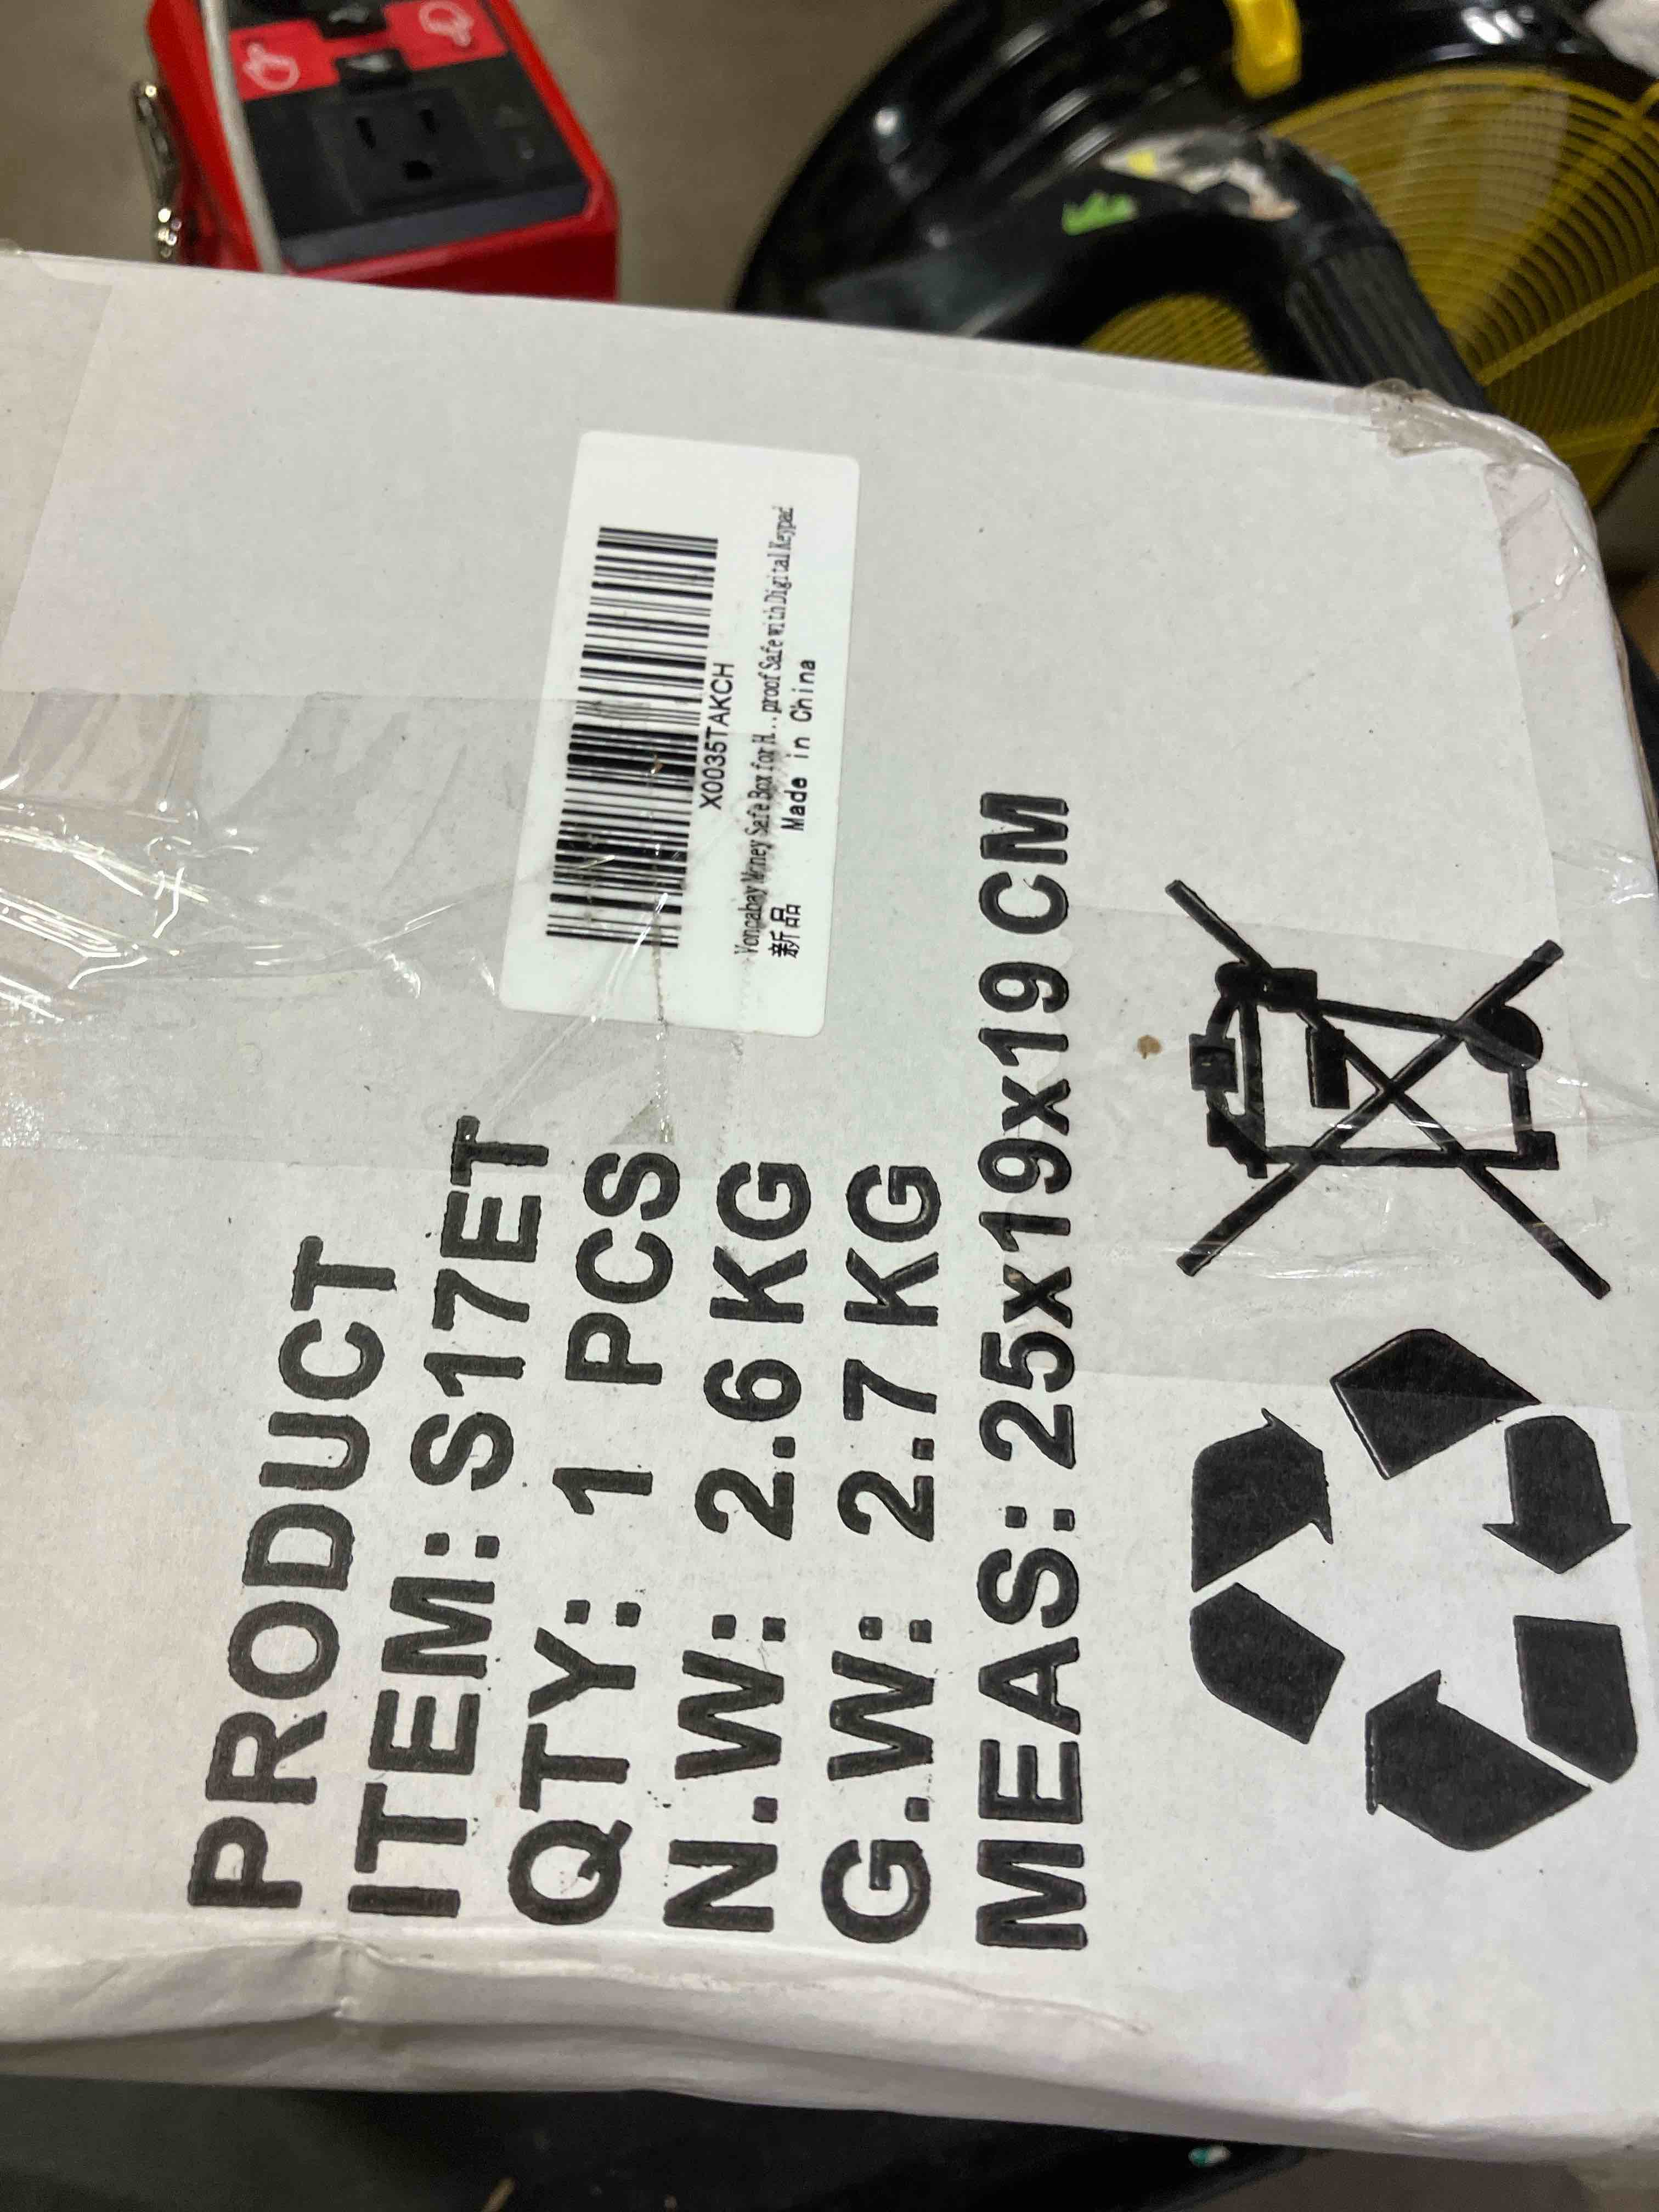 X0035TAKCH
Voncabay Money Safe Box for H...proof Safe with Digital Keypad
新品 Made in China
PRODUCT
ITEM: S17ET
QTY: 1 PCS
N.W: 2.6 KG
G.W: 2.7 KG
MEAS: 25x19x19 CM